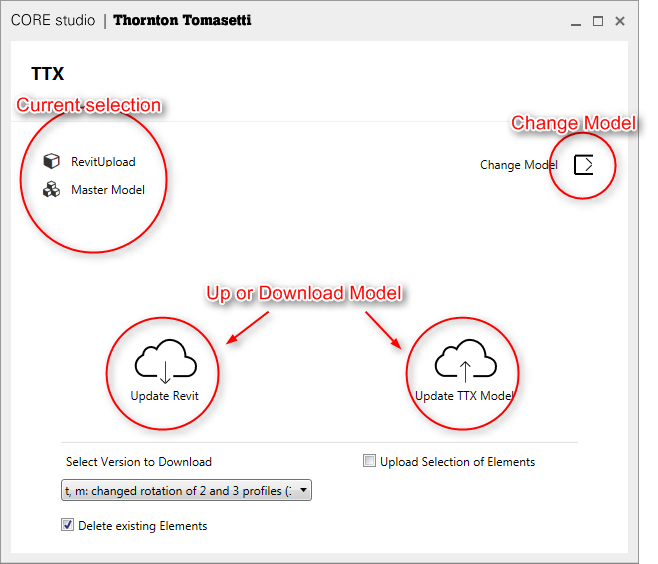 CORE studio | Thornton Tomasetti
TTX
Current selection
Change Model
RevitUpload
Change Model
Master Model
Up or Download Model
Update Revit
Update TTX Model
Select Version to Download
Upload Selection of Elements
t, m: changed rotation of 2 and 3 profiles (
Delete existing Elements